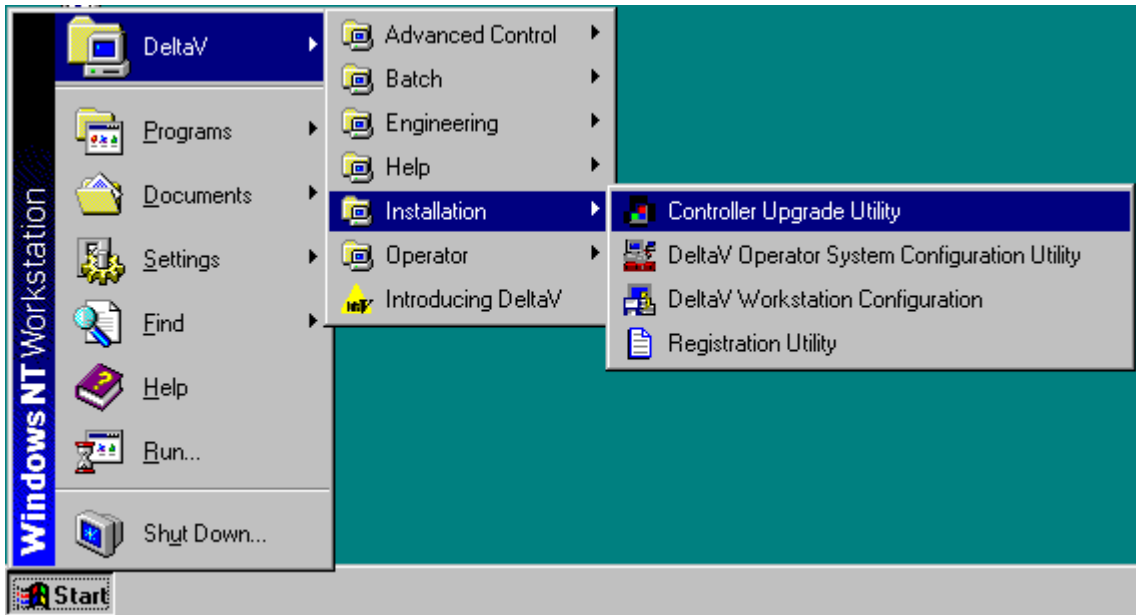 DeltaV
Programs
Documents
Settings
Find
Help
Run...
Shut Down...
Windows NT Workstation
Start
Advanced Control
Batch
Engineering
Help
Installation
Operator
Introducing DeltaV
Controller Upgrade Utility
DeltaV Operator System Configuration Utility
DeltaV Workstation Configuration
Registration Utility